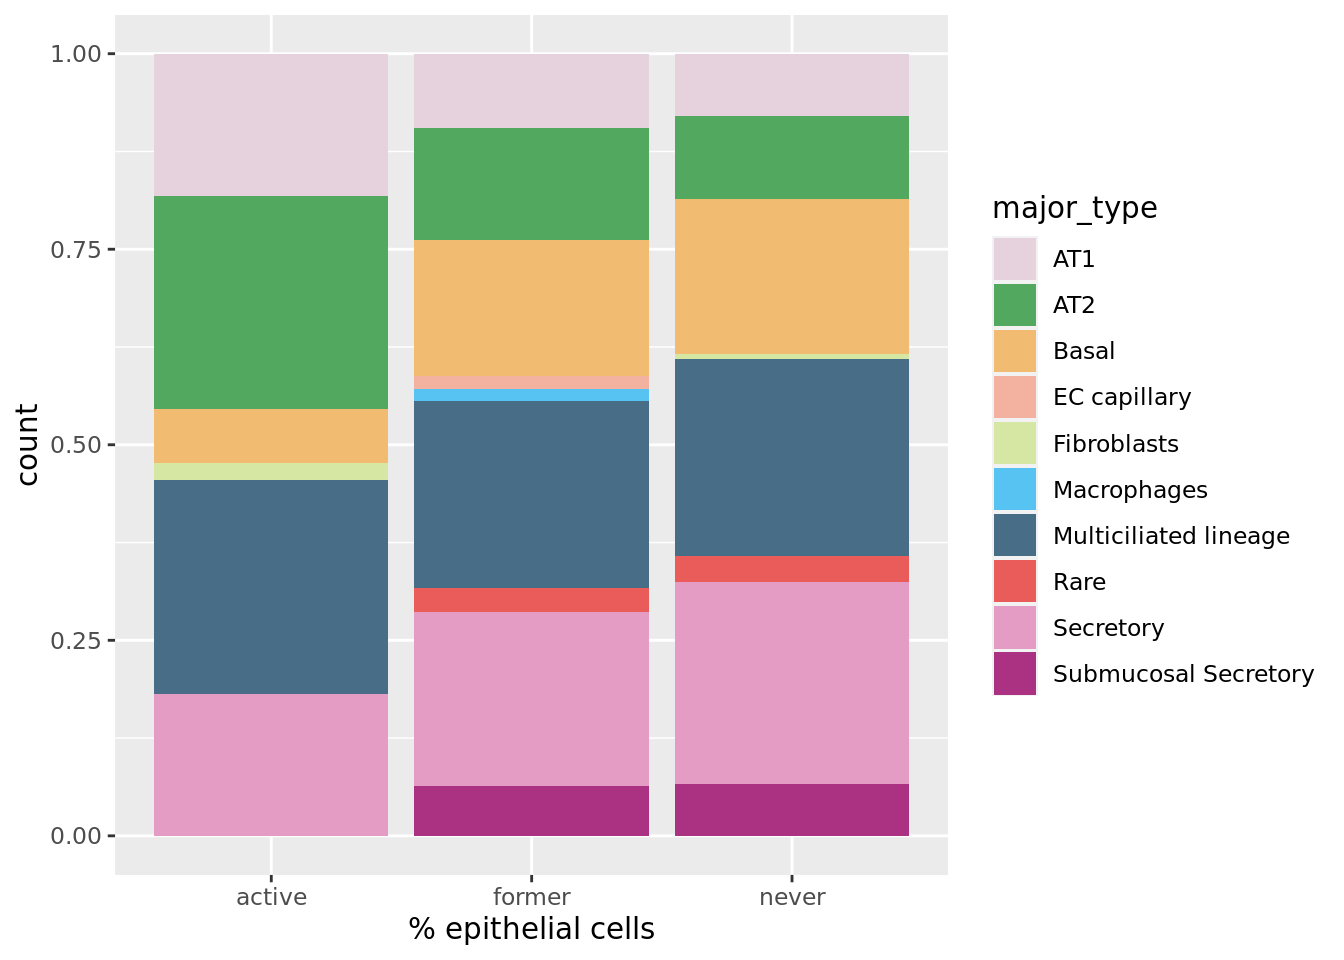 1.00
0.75
0.50
0.25
0.00
count
active
former
never
% epithelial cells
major_type
AT1
AT2
Basal
EC capillary
Fibroblasts
Macrophages
Multiciliated lineage
Rare
Secretory
Submucosal Secretory